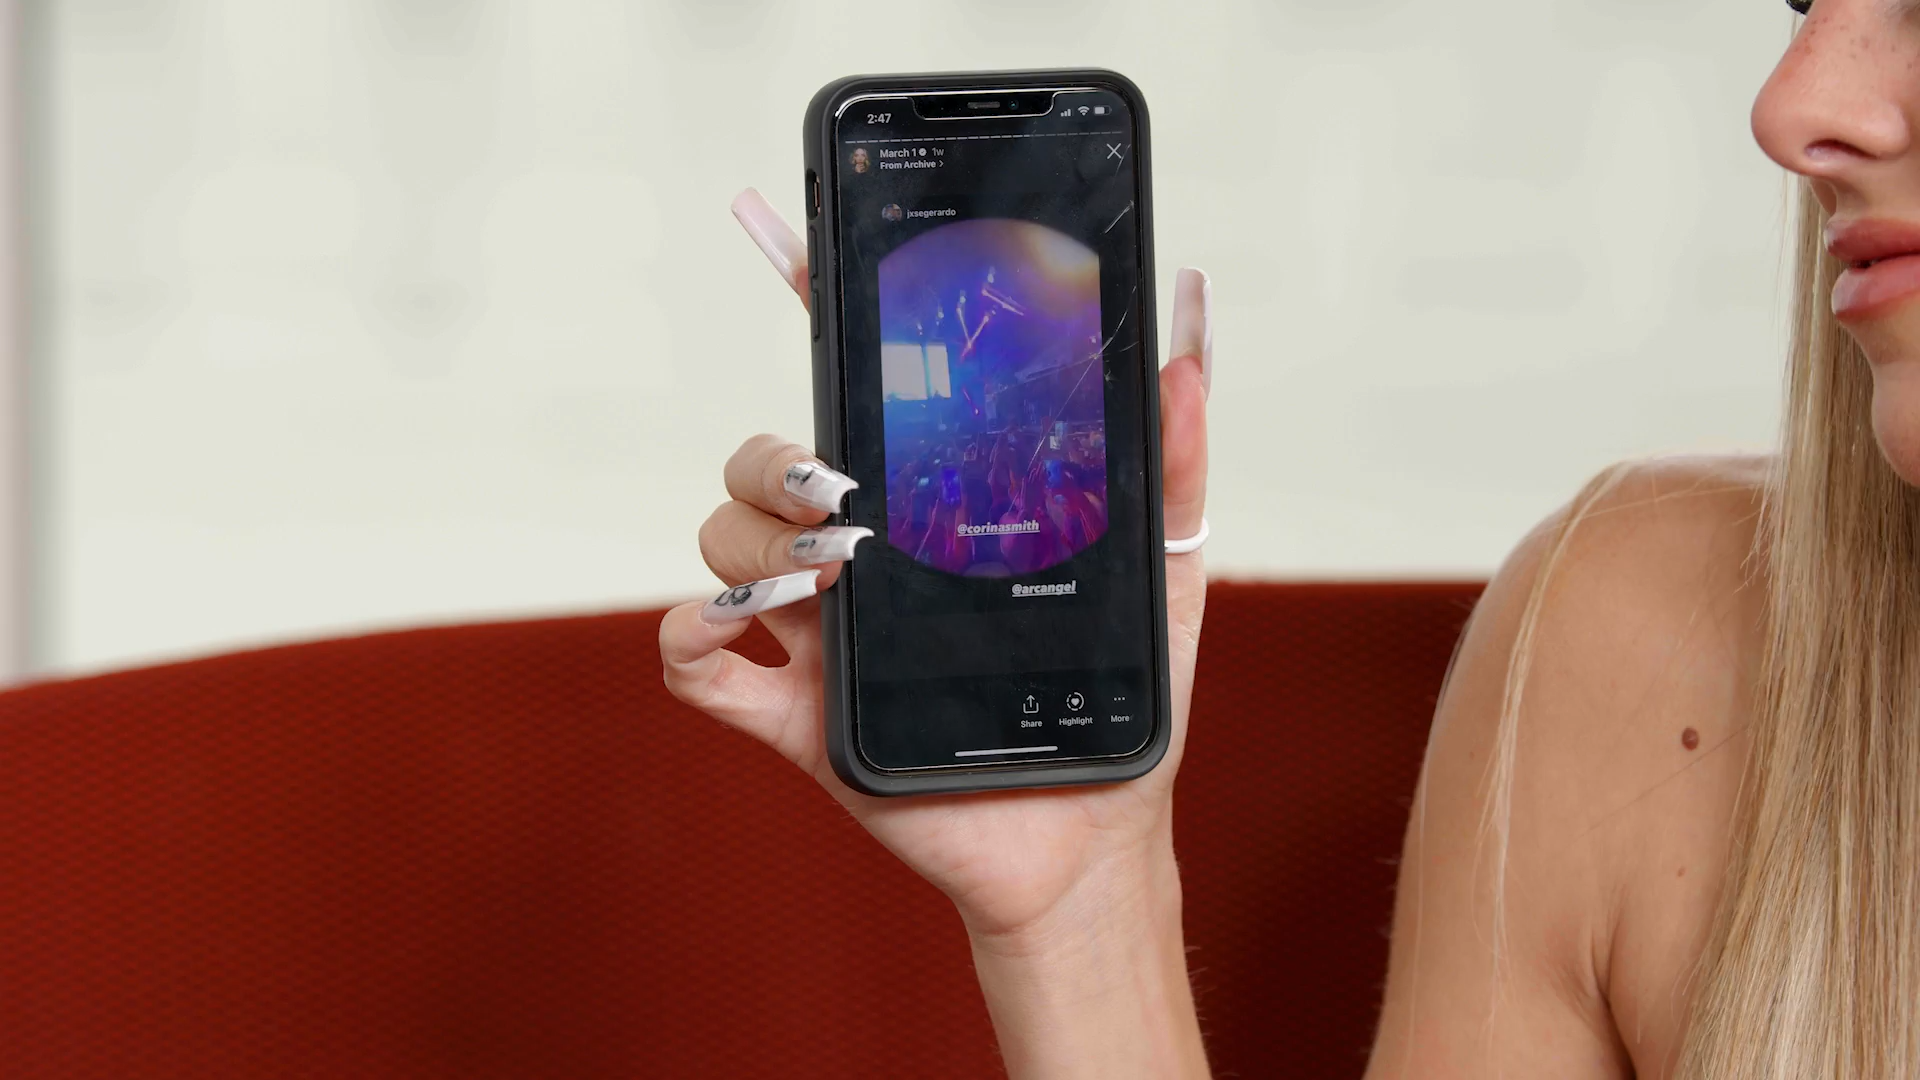 2:47
March 1 1w
From Archive >
jxsegerardo
@corinasmith
@arcangel
Share Highlight More